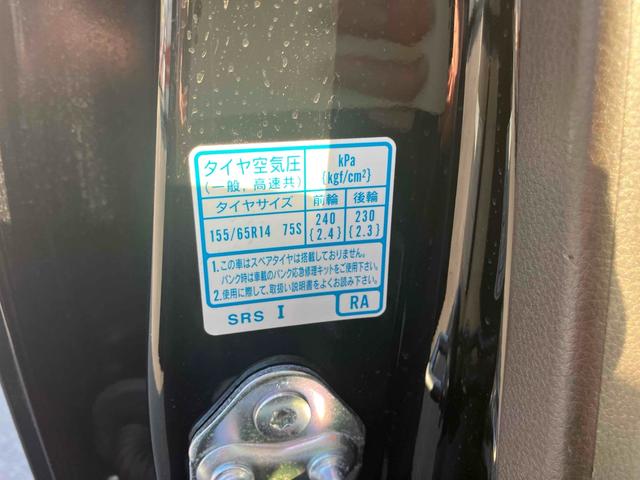 タイヤ空気圧 kPa
(一般, 高速共) {kgf/cm²}
タイヤサイズ 前輪 後輪
155/65R14 75S 240 230
{2.4} {2.3}
1.この車はスペアタイヤは搭載しておりません。
パンク時は車載のパンク応急修理キットをご使用下さい。
2.使用に際して、取扱い説明書をよくお読み下さい。
SRS I RA